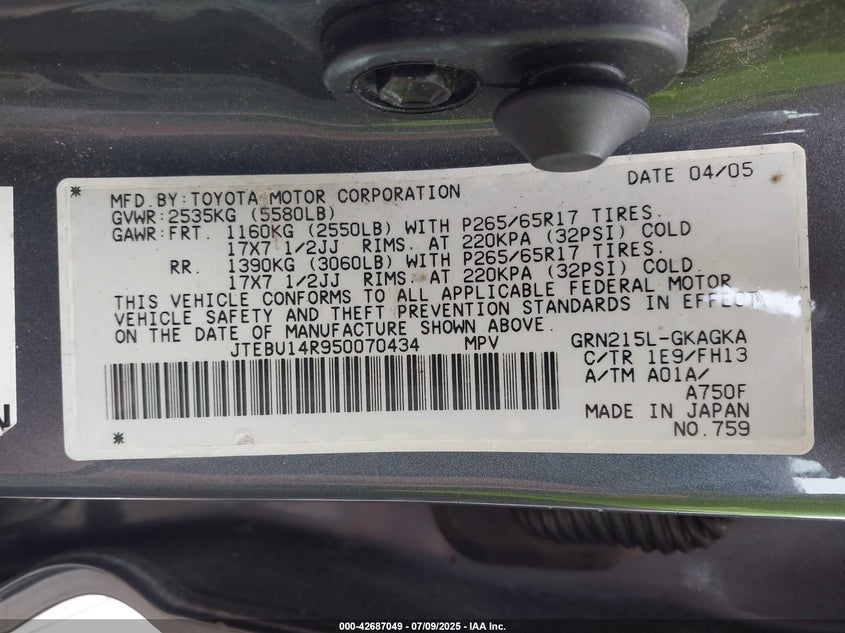 * MFD.BY:TOYOTA MOTOR CORPORATION DATE 04/05
GVWR:2535KG (5580LB)
GAWR:FRT. 1160KG (2550LB) WITH P265/65R17 TIRES.
17X7 1/2JJ RIMS. AT 220KPA (32PSI) COLD
RR. 1390KG (3060LB) WITH P265/65R17 TIRES.
17X7 1/2JJ RIMS. AT 220KPA (32PSI) COLD.
THIS VEHICLE CONFORMS TO ALL APPLICABLE FEDERAL MOTOR
VEHICLE SAFETY AND THEFT PREVENTION STANDARDS IN EFFECT
ON THE DATE OF MANUFACTURE SHOWN ABOVE.
JTEBU14R950070434 MPV GRN215L-GKAGKA
C/TR 1E9/FH13
A/TM A01A/
A750F
MADE IN JAPAN
* NO.759
N
000-42687049 | 07/09/2025 - IAA Inc.